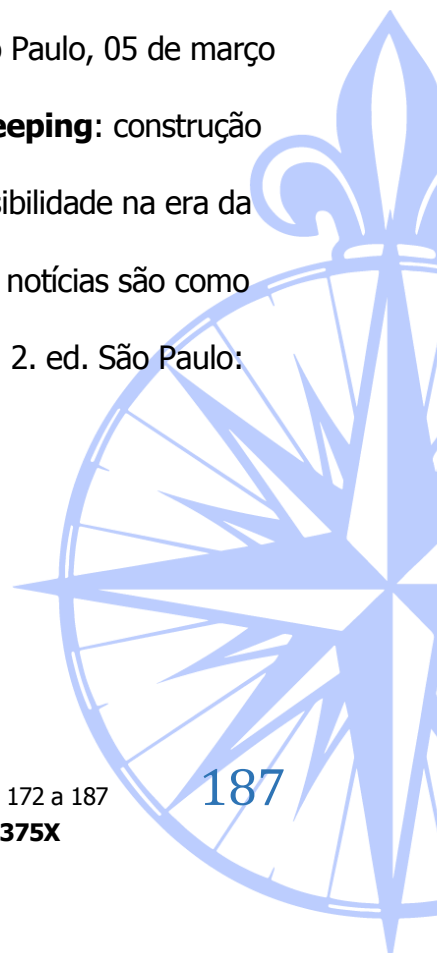 Paulo, 05 de março
eeping: construção
sibilidade na era da
notícias são como
2. ed. São Paulo:
172 a 187
187
375X